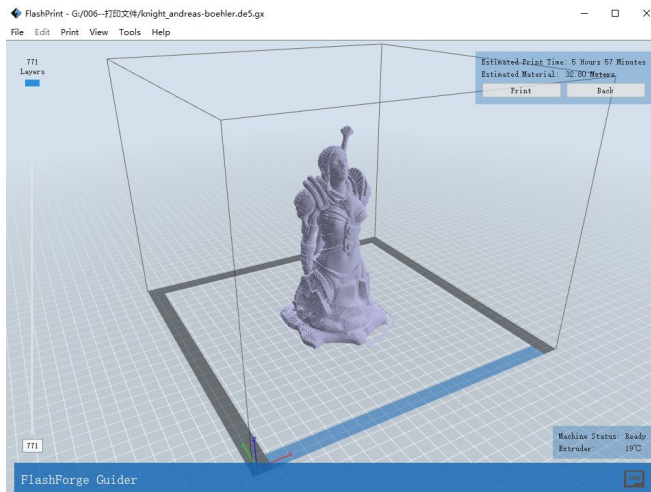 FlashPrint - G:/006--打印文件/knight_andreas-boehler.de5.gx
File Edit Print View Tools Help
771
Layers
Estimated Print Time: 5 Hours 57 Minutes
Estimated Material: 32.80 Meters
Print Back
771
Machine Status: Ready
Extruder: 19℃
FlashForge Guider